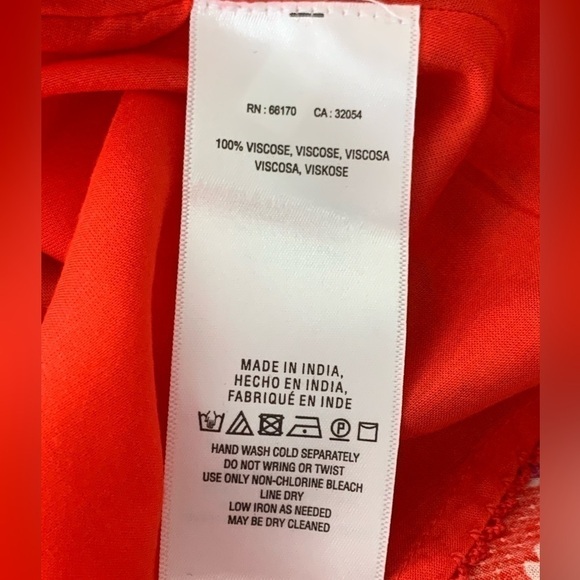 RN : 66170 CA : 32054
100% VISCOSE, VISCOSE, VISCOSA
VISCOSA, VISKOSE
MADE IN INDIA,
HECHO EN INDIA,
FABRIQUÉ EN INDE
HAND WASH COLD SEPARATELY
DO NOT WRING OR TWIST
USE ONLY NON-CHLORINE BLEACH
LINE DRY
LOW IRON AS NEEDED
MAY BE DRY CLEANED